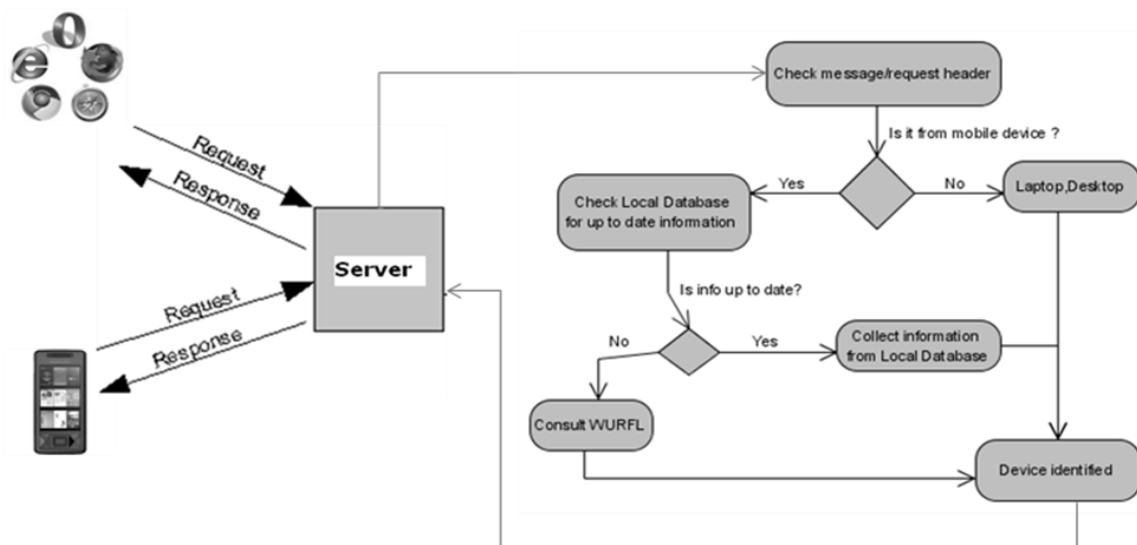 Request
Response
Server
Request
Response
Check message/request header
Is it from mobile device ?
Yes
No
Laptop,Desktop
Check Local Database
for up to date information
Is info up to date?
No
Yes
Collect information
from Local Database
Consult WURFL
Device identified